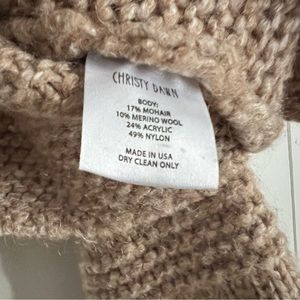 CHRISTY DAWN
BODY:
17% MOHAIR
10% MERINO WOOL
24% ACRYLIC
49% NYLON
MADE IN USA
DRY CLEAN ONLY